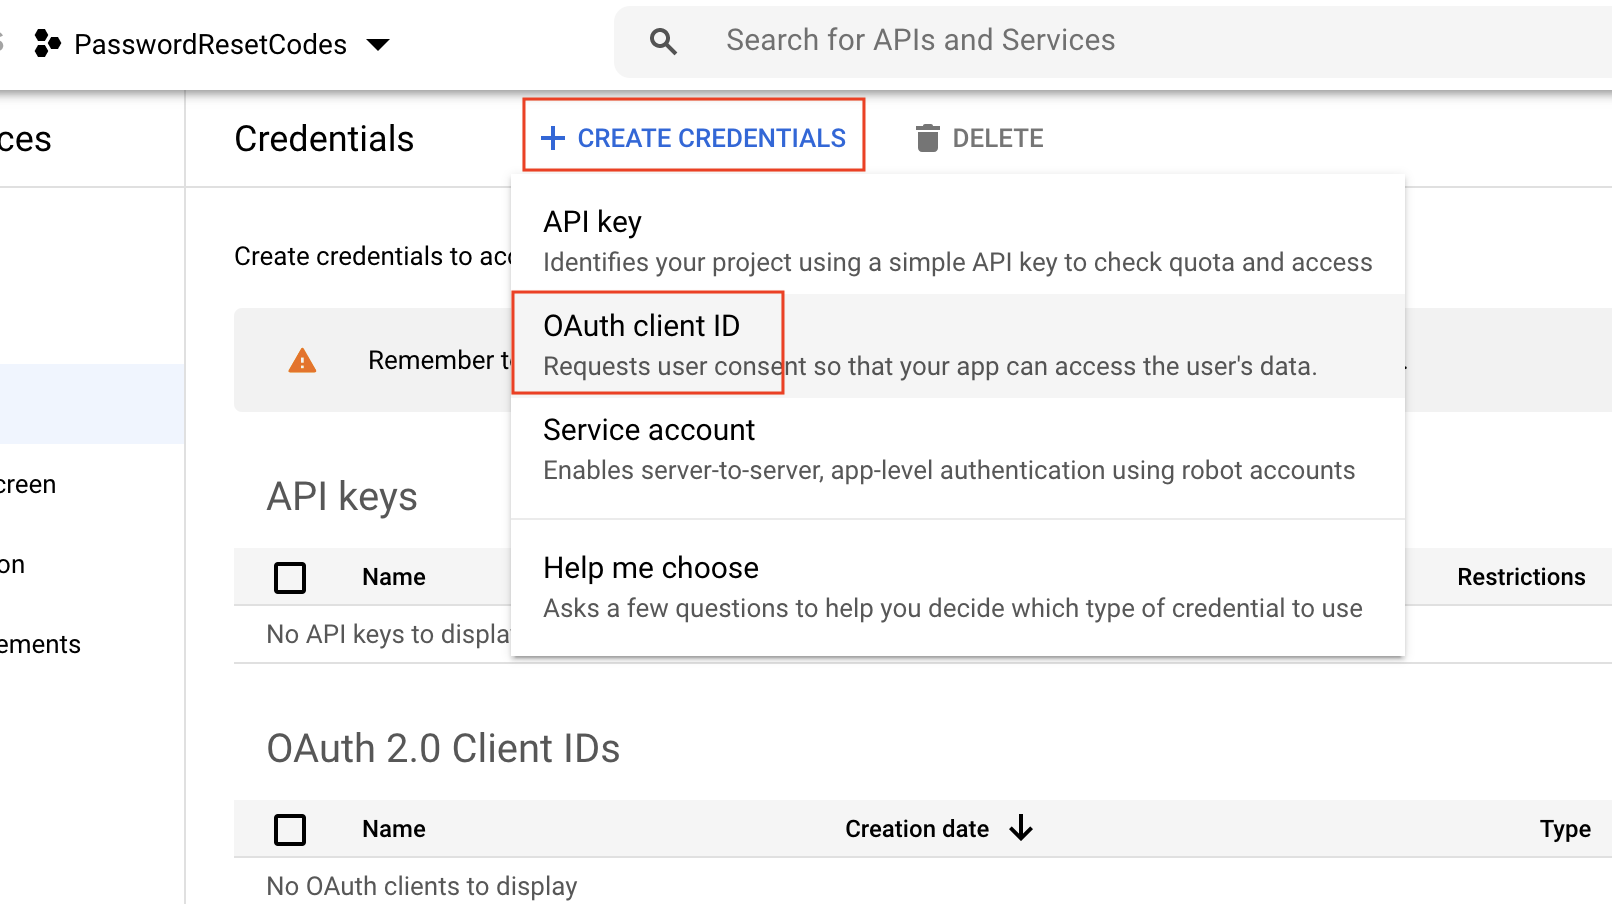 PasswordResetCodes
Search for APIs and Services
ces
Credentials
CREATE CREDENTIALS
DELETE
API key
Identifies your project using a simple API key to check quota and access
Create credentials to acc
OAuth client ID
Requests user consent so that your app can access the user's data.
Remember t
Service account
Enables server-to-server, app-level authentication using robot accounts
creen
API keys
Help me choose
Asks a few questions to help you decide which type of credential to use
on
Name
Restrictions
No API keys to displa
ements
OAuth 2.0 Client IDs
Name
Creation date
Type
No OAuth clients to display